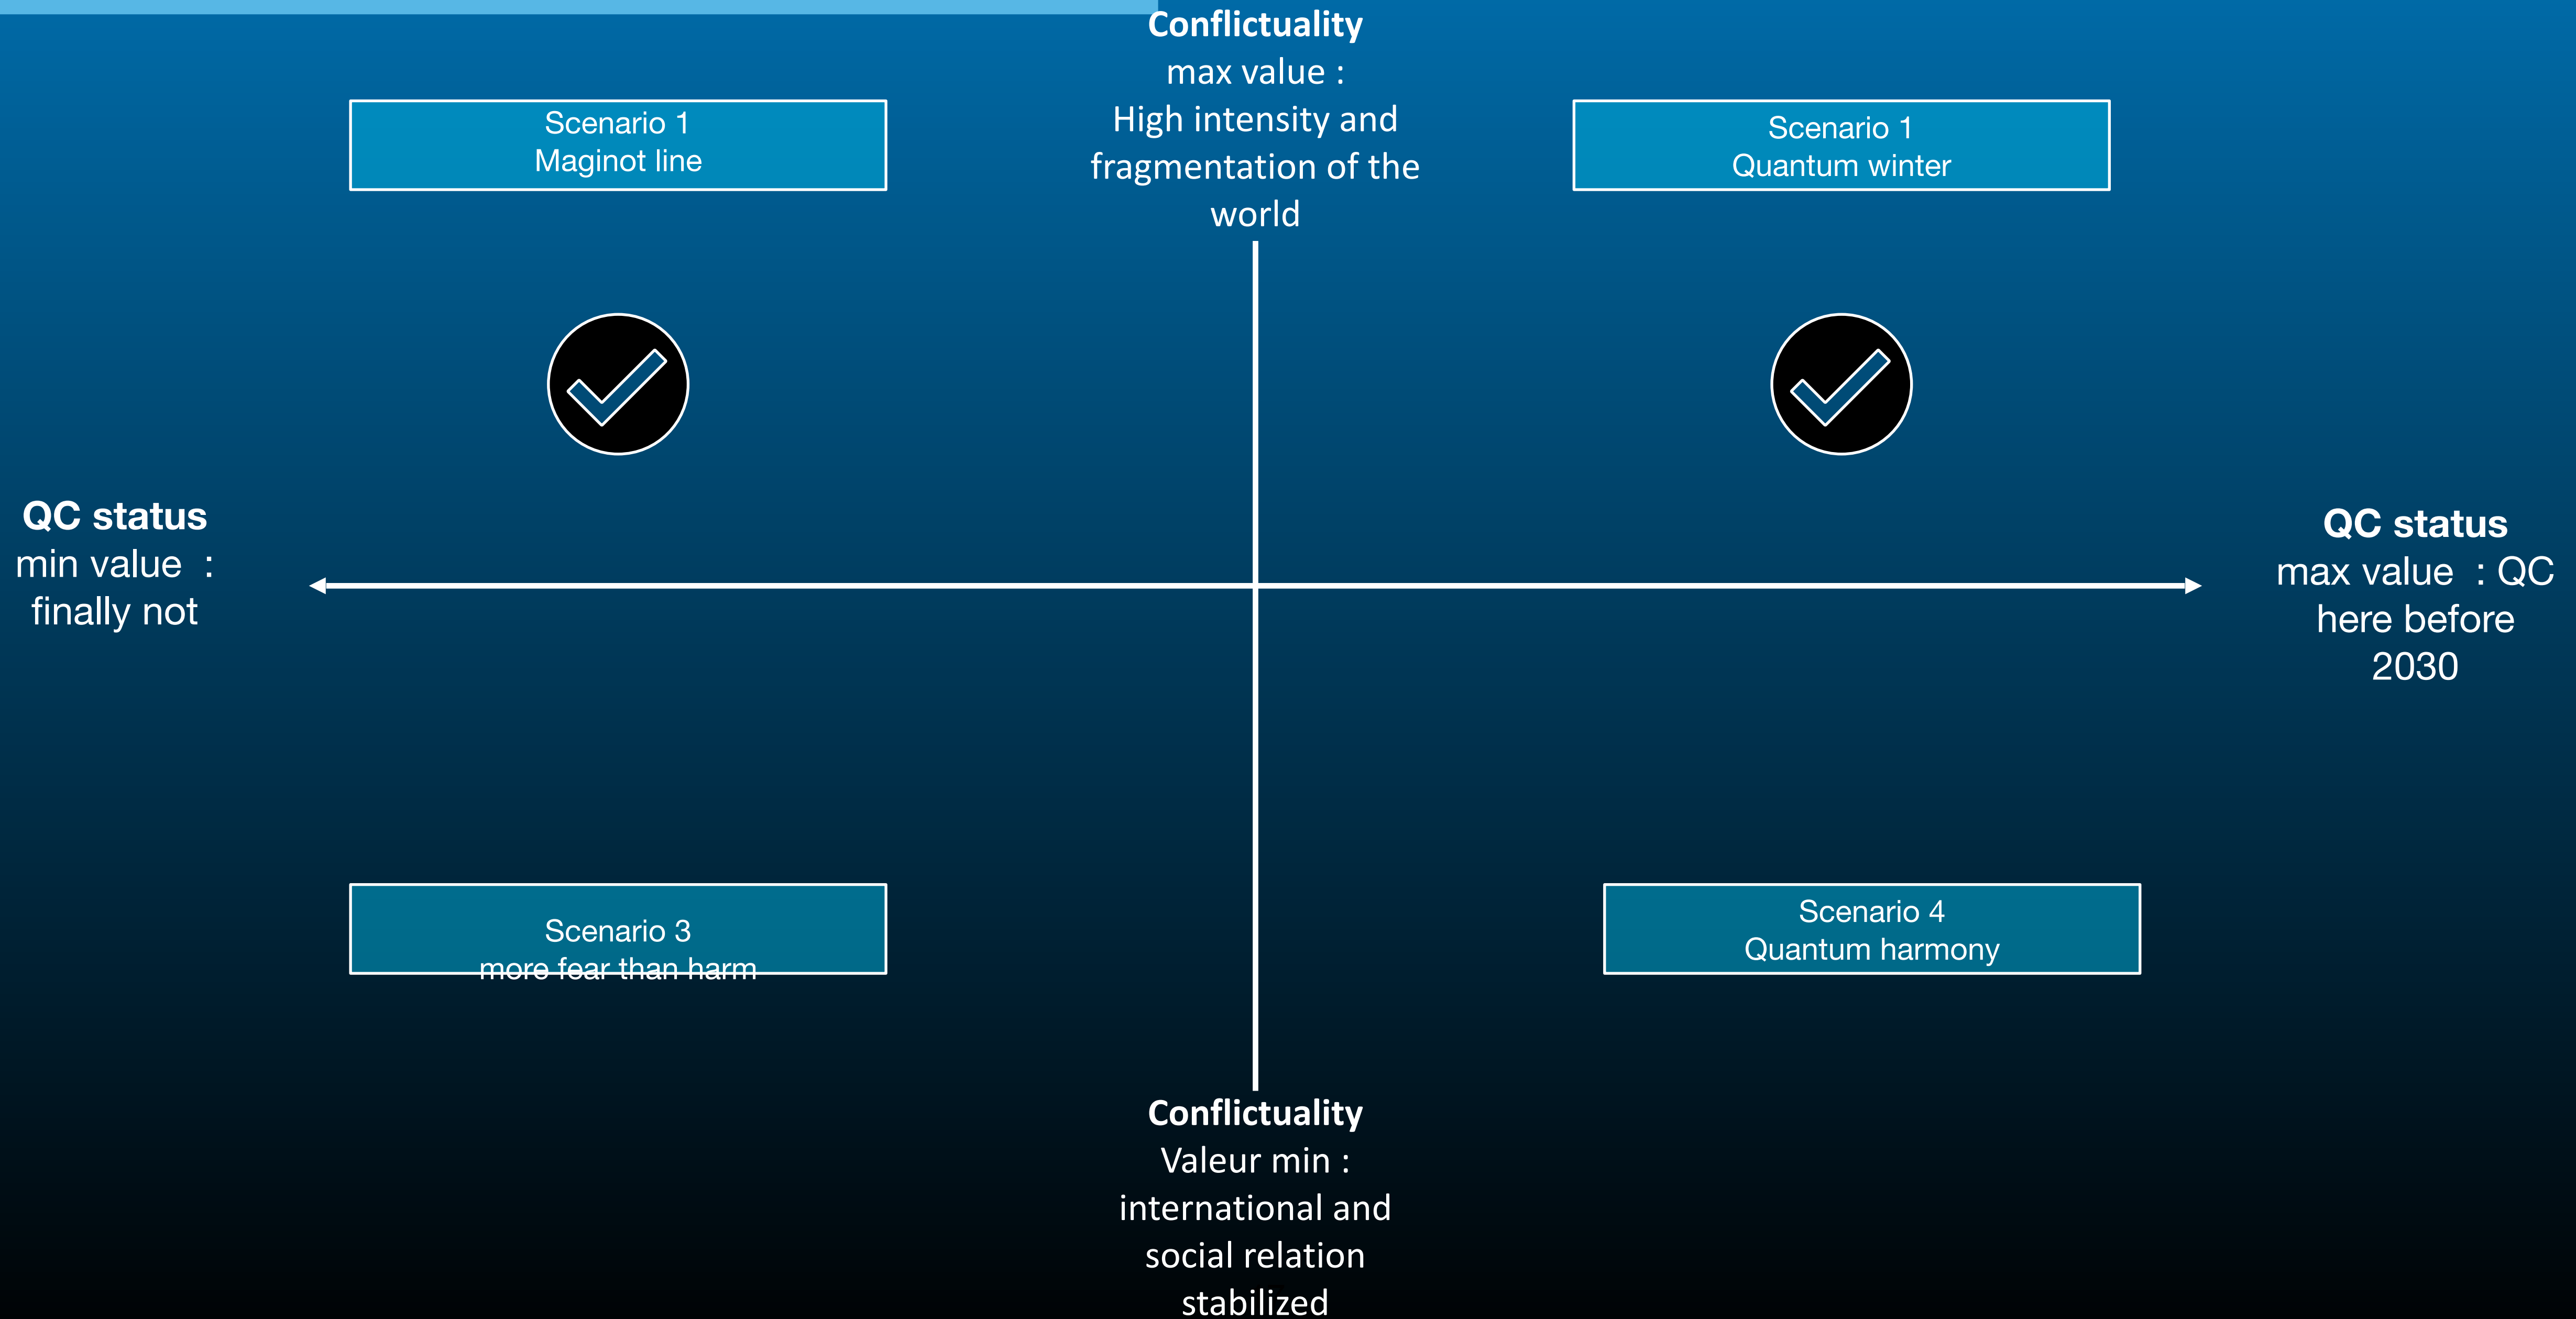 Conflictuality
max value :
High intensity and
fragmentation of the
world
Scenario 1
Maginot line
Scenario 1
Quantum winter
QC status
min value  :
finally not
QC status
max value  : QC
here before
2030
Scenario 3
more fear than harm
Scenario 4
Quantum harmony
Conflictuality
Valeur min :
international and
social relation
stabilized